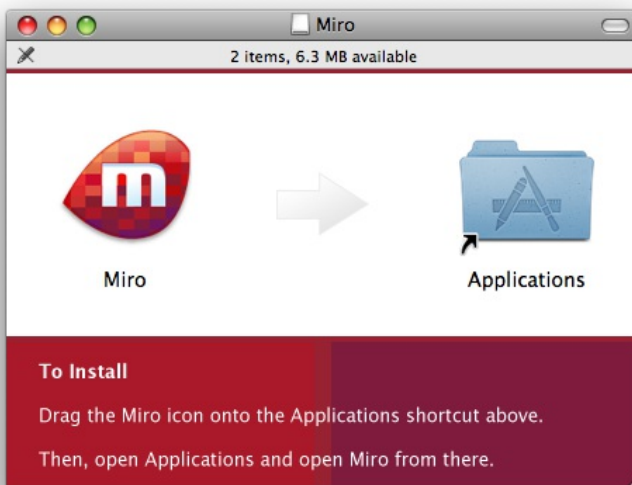 Miro
2 items, 6.3 MB available
m
Miro
Applications
To Install
Drag the Miro icon onto the Applications shortcut above.
Then, open Applications and open Miro from there.